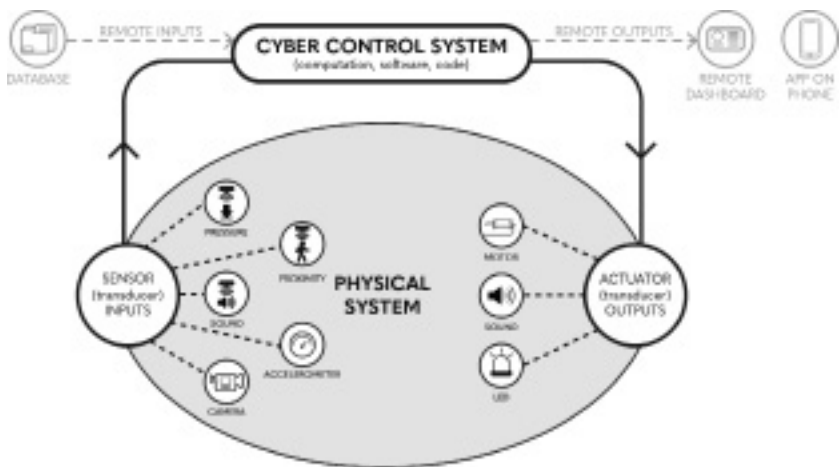 REMOTE INPUTS
CYBER CONTROL SYSTEM
(computation, software, code)
REMOTE OUTPUTS
DATABASE
REMOTE
DASHBOARD
APP ON
PHONE
PRESSURE
PROXIMITY
SENSOR
(transducer)
INPUTS
SOUND
ACCELEROMETER
CAMERA
PHYSICAL
SYSTEM
MOTOR
SOUND
LED
ACTUATOR
(transducer)
OUTPUTS